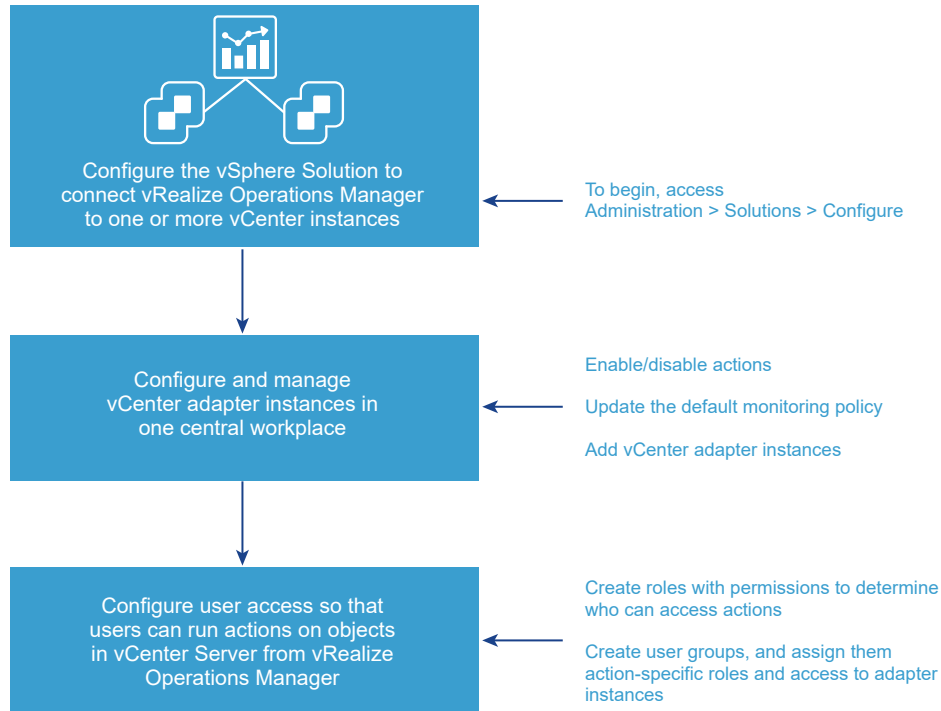 Configure the vSphere Solution to
connect vRealize Operations Manager
to one or more vCenter instances
To begin, access
Administration > Solutions > Configure
Configure and manage
vCenter adapter instances in
one central workplace
Enable/disable actions
Update the default monitoring policy
Add vCenter adapter instances
Configure user access so that
users can run actions on objects
in vCenter Server from vRealize
Operations Manager
Create roles with permissions to determine
who can access actions
Create user groups, and assign them
action-specific roles and access to adapter
instances